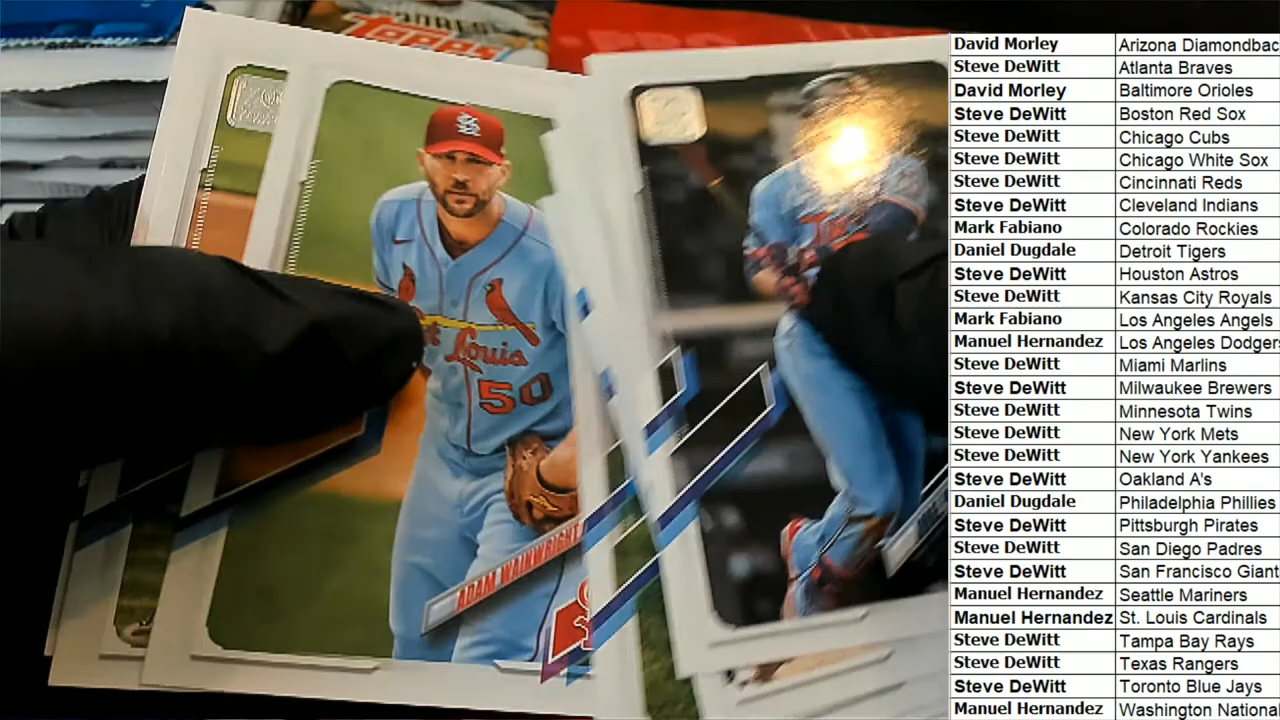 Topps
St Louis
50
ADAM WAINWRIGHT
David Morley Arizona Diamondbac
Steve DeWitt Atlanta Braves
David Morley Baltimore Orioles
Steve DeWitt Boston Red Sox
Steve DeWitt Chicago Cubs
Steve DeWitt Chicago White Sox
Steve DeWitt Cincinnati Reds
Steve DeWitt Cleveland Indians
Mark Fabiano Colorado Rockies
Daniel Dugdale Detroit Tigers
Steve DeWitt Houston Astros
Steve DeWitt Kansas City Royals
Mark Fabiano Los Angeles Angels
Manuel Hernandez Los Angeles Dodgers
Steve DeWitt Miami Marlins
Steve DeWitt Milwaukee Brewers
Steve DeWitt Minnesota Twins
Steve DeWitt New York Mets
Steve DeWitt New York Yankees
Steve DeWitt Oakland A's
Daniel Dugdale Philadelphia Phillies
Steve DeWitt Pittsburgh Pirates
Steve DeWitt San Diego Padres
Steve DeWitt San Francisco Giant
Manuel Hernandez Seattle Mariners
Manuel Hernandez St. Louis Cardinals
Steve DeWitt Tampa Bay Rays
Steve DeWitt Texas Rangers
Steve DeWitt Toronto Blue Jays
Manuel Hernandez Washington Nationa